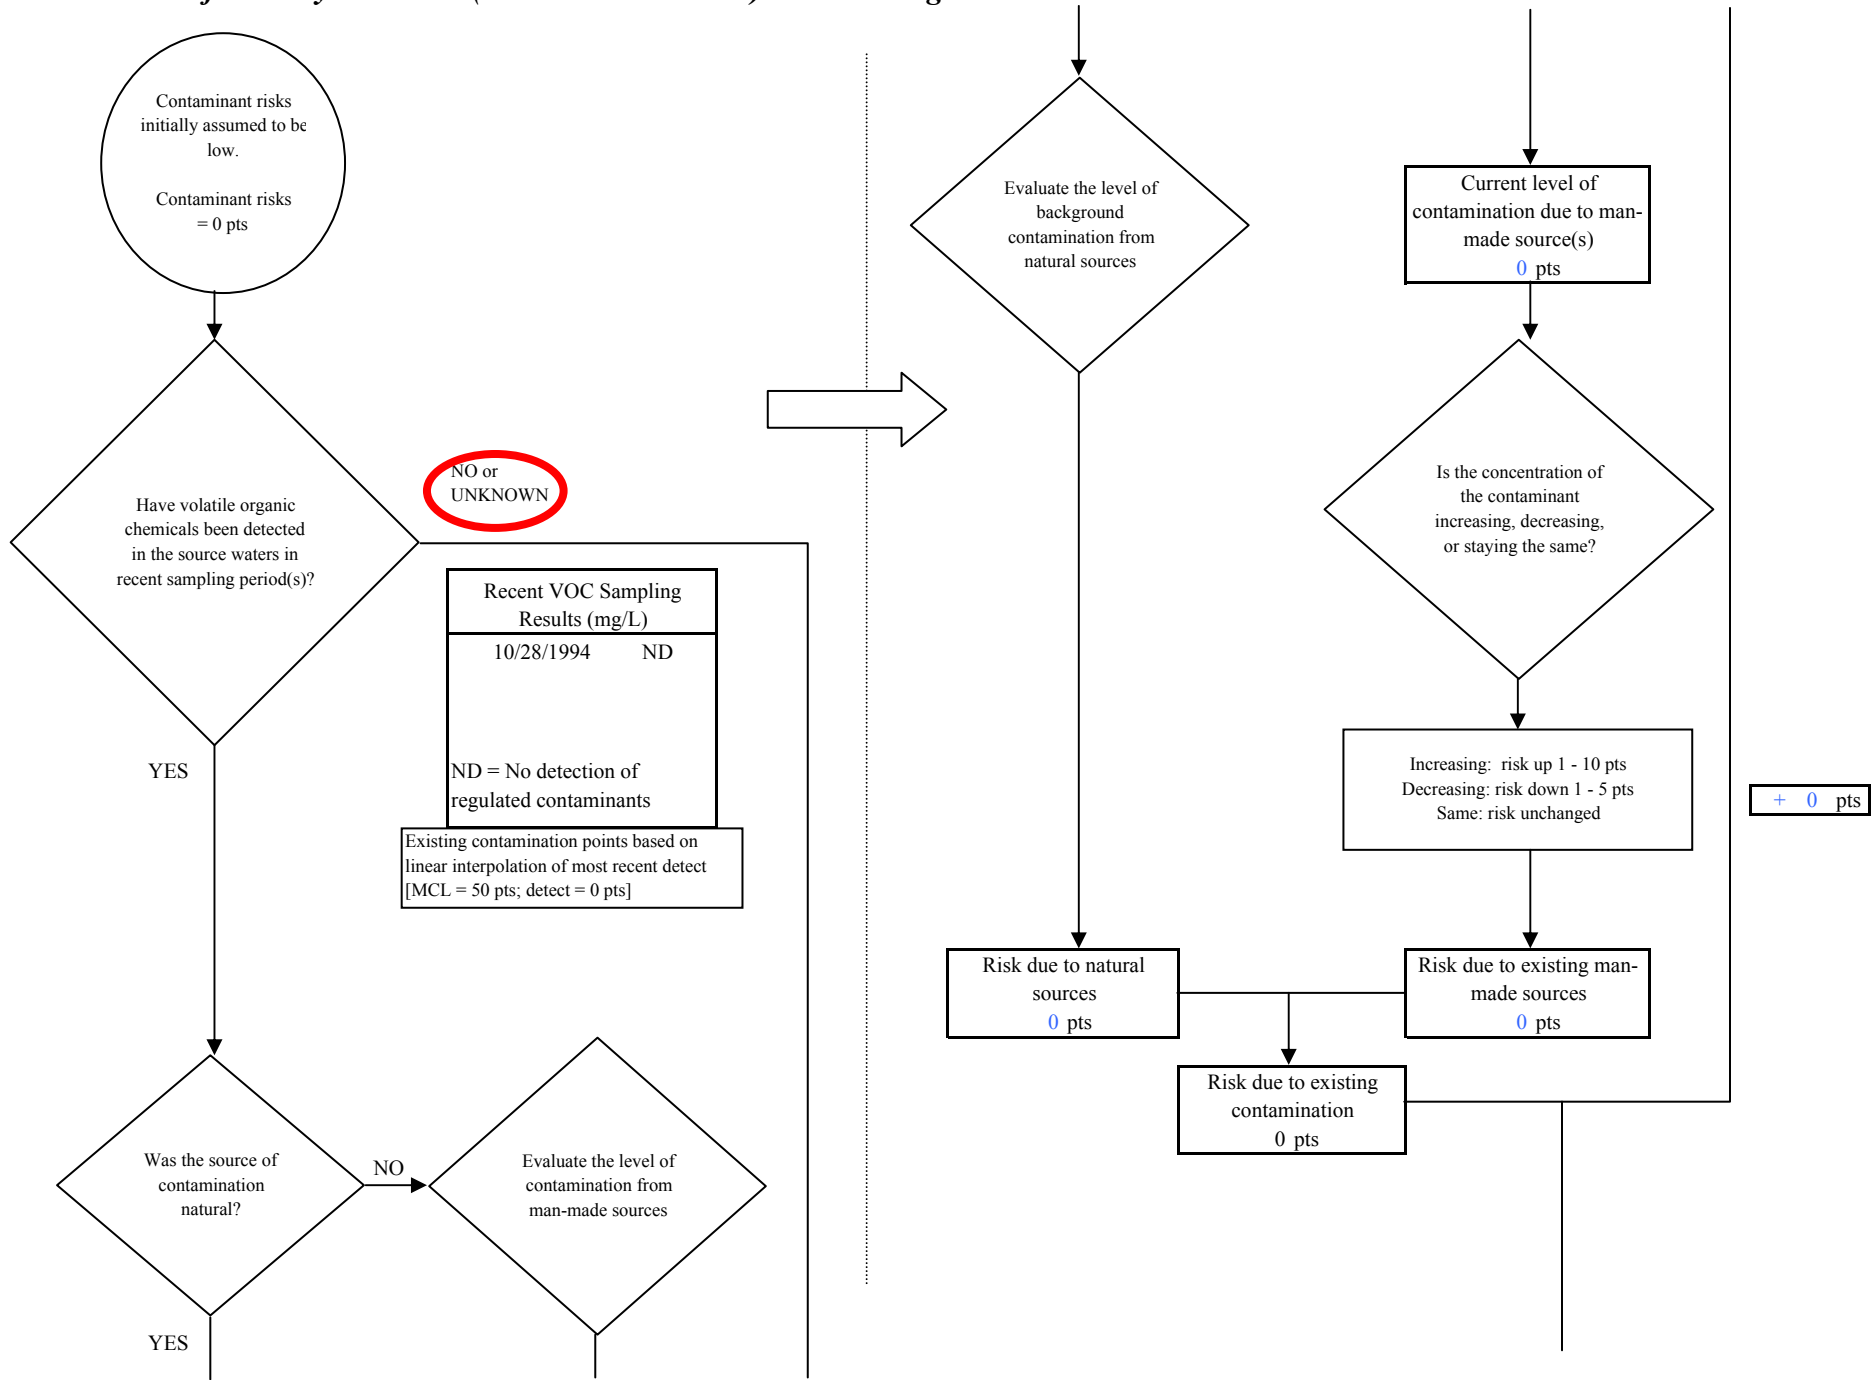 Contaminant risks
initially assumed to be
low.
Contaminant risks
= 0 pts
Have volatile organic
chemicals been detected
in the source waters in
recent sampling period(s)?
NO or
UNKNOWN
Recent VOC Sampling
Results (mg/L)
10/28/1994 ND
ND = No detection of
regulated contaminants
Existing contamination points based on
linear interpolation of most recent detect
[MCL = 50 pts; detect = 0 pts]
YES
Was the source of
contamination
natural?
NO
Evaluate the level of
contamination from
man-made sources
YES
Evaluate the level of
background
contamination from
natural sources
Current level of
contamination due to man-
made source(s)
0 pts
Is the concentration of
the contaminant
increasing, decreasing,
or staying the same?
Increasing: risk up 1 - 10 pts
Decreasing: risk down 1 - 5 pts
Same: risk unchanged
+ 0 pts
Risk due to natural
sources
0 pts
Risk due to existing man-
made sources
0 pts
Risk due to existing
contamination
0 pts